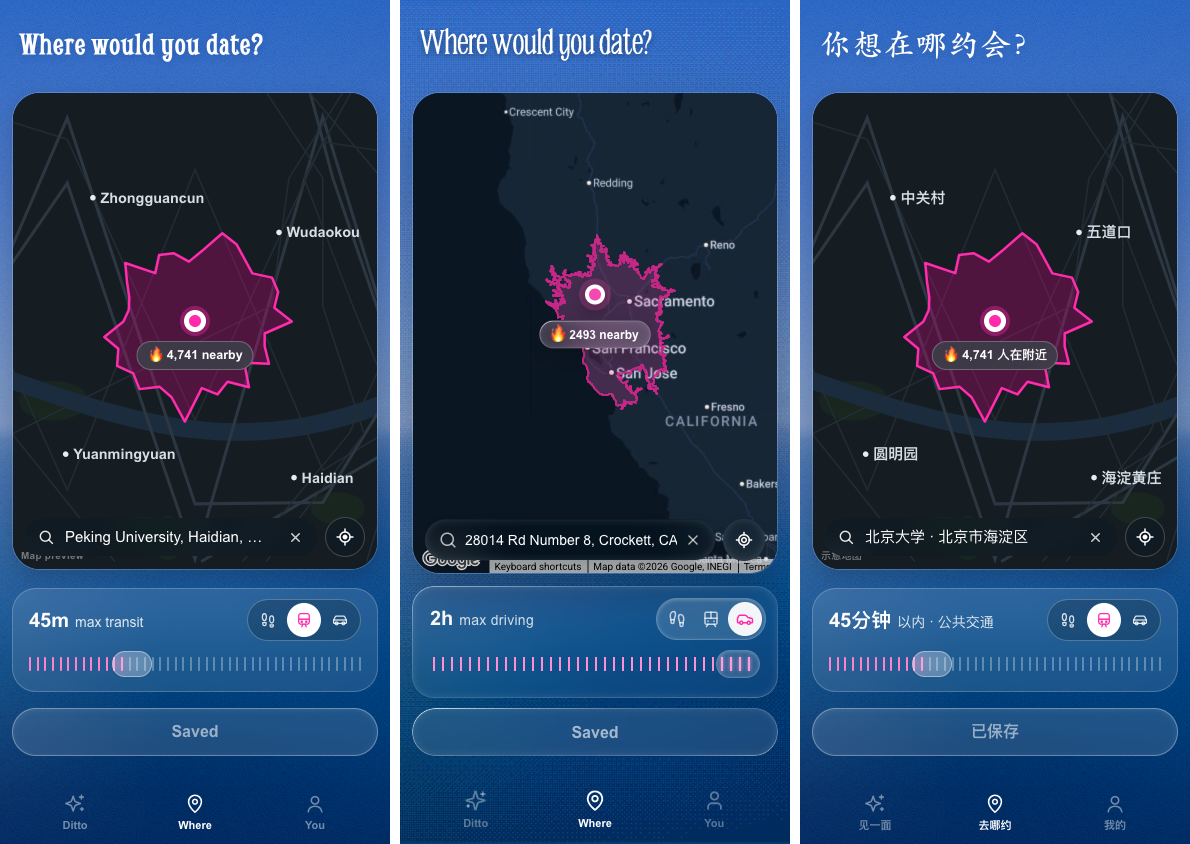 Where would you date?
Zhongguancun
Wudaokou
🔥 4,741 nearby
Yuanmingyuan
Haidian
Peking University, Haidian, …
Map preview
45m max transit
Saved
Ditto
Where
You
Where would you date?
Crescent City
Redding
Reno
Sacramento
🔥 2493 nearby
San Francisco
San Jose
Fresno
CALIFORNIA
Bakers
28014 Rd Number 8, Crockett, CA
Google
Keyboard shortcuts
Map data ©2026 Google, INEGI
2h max driving
Saved
Ditto
Where
You
你想在哪约会?
中关村
五道口
🔥 4,741 人在附近
圆明园
海淀黄庄
北京大学 · 北京市海淀区
示意地图
45分钟 以内 · 公共交通
已保存
见一面
去哪约
我的